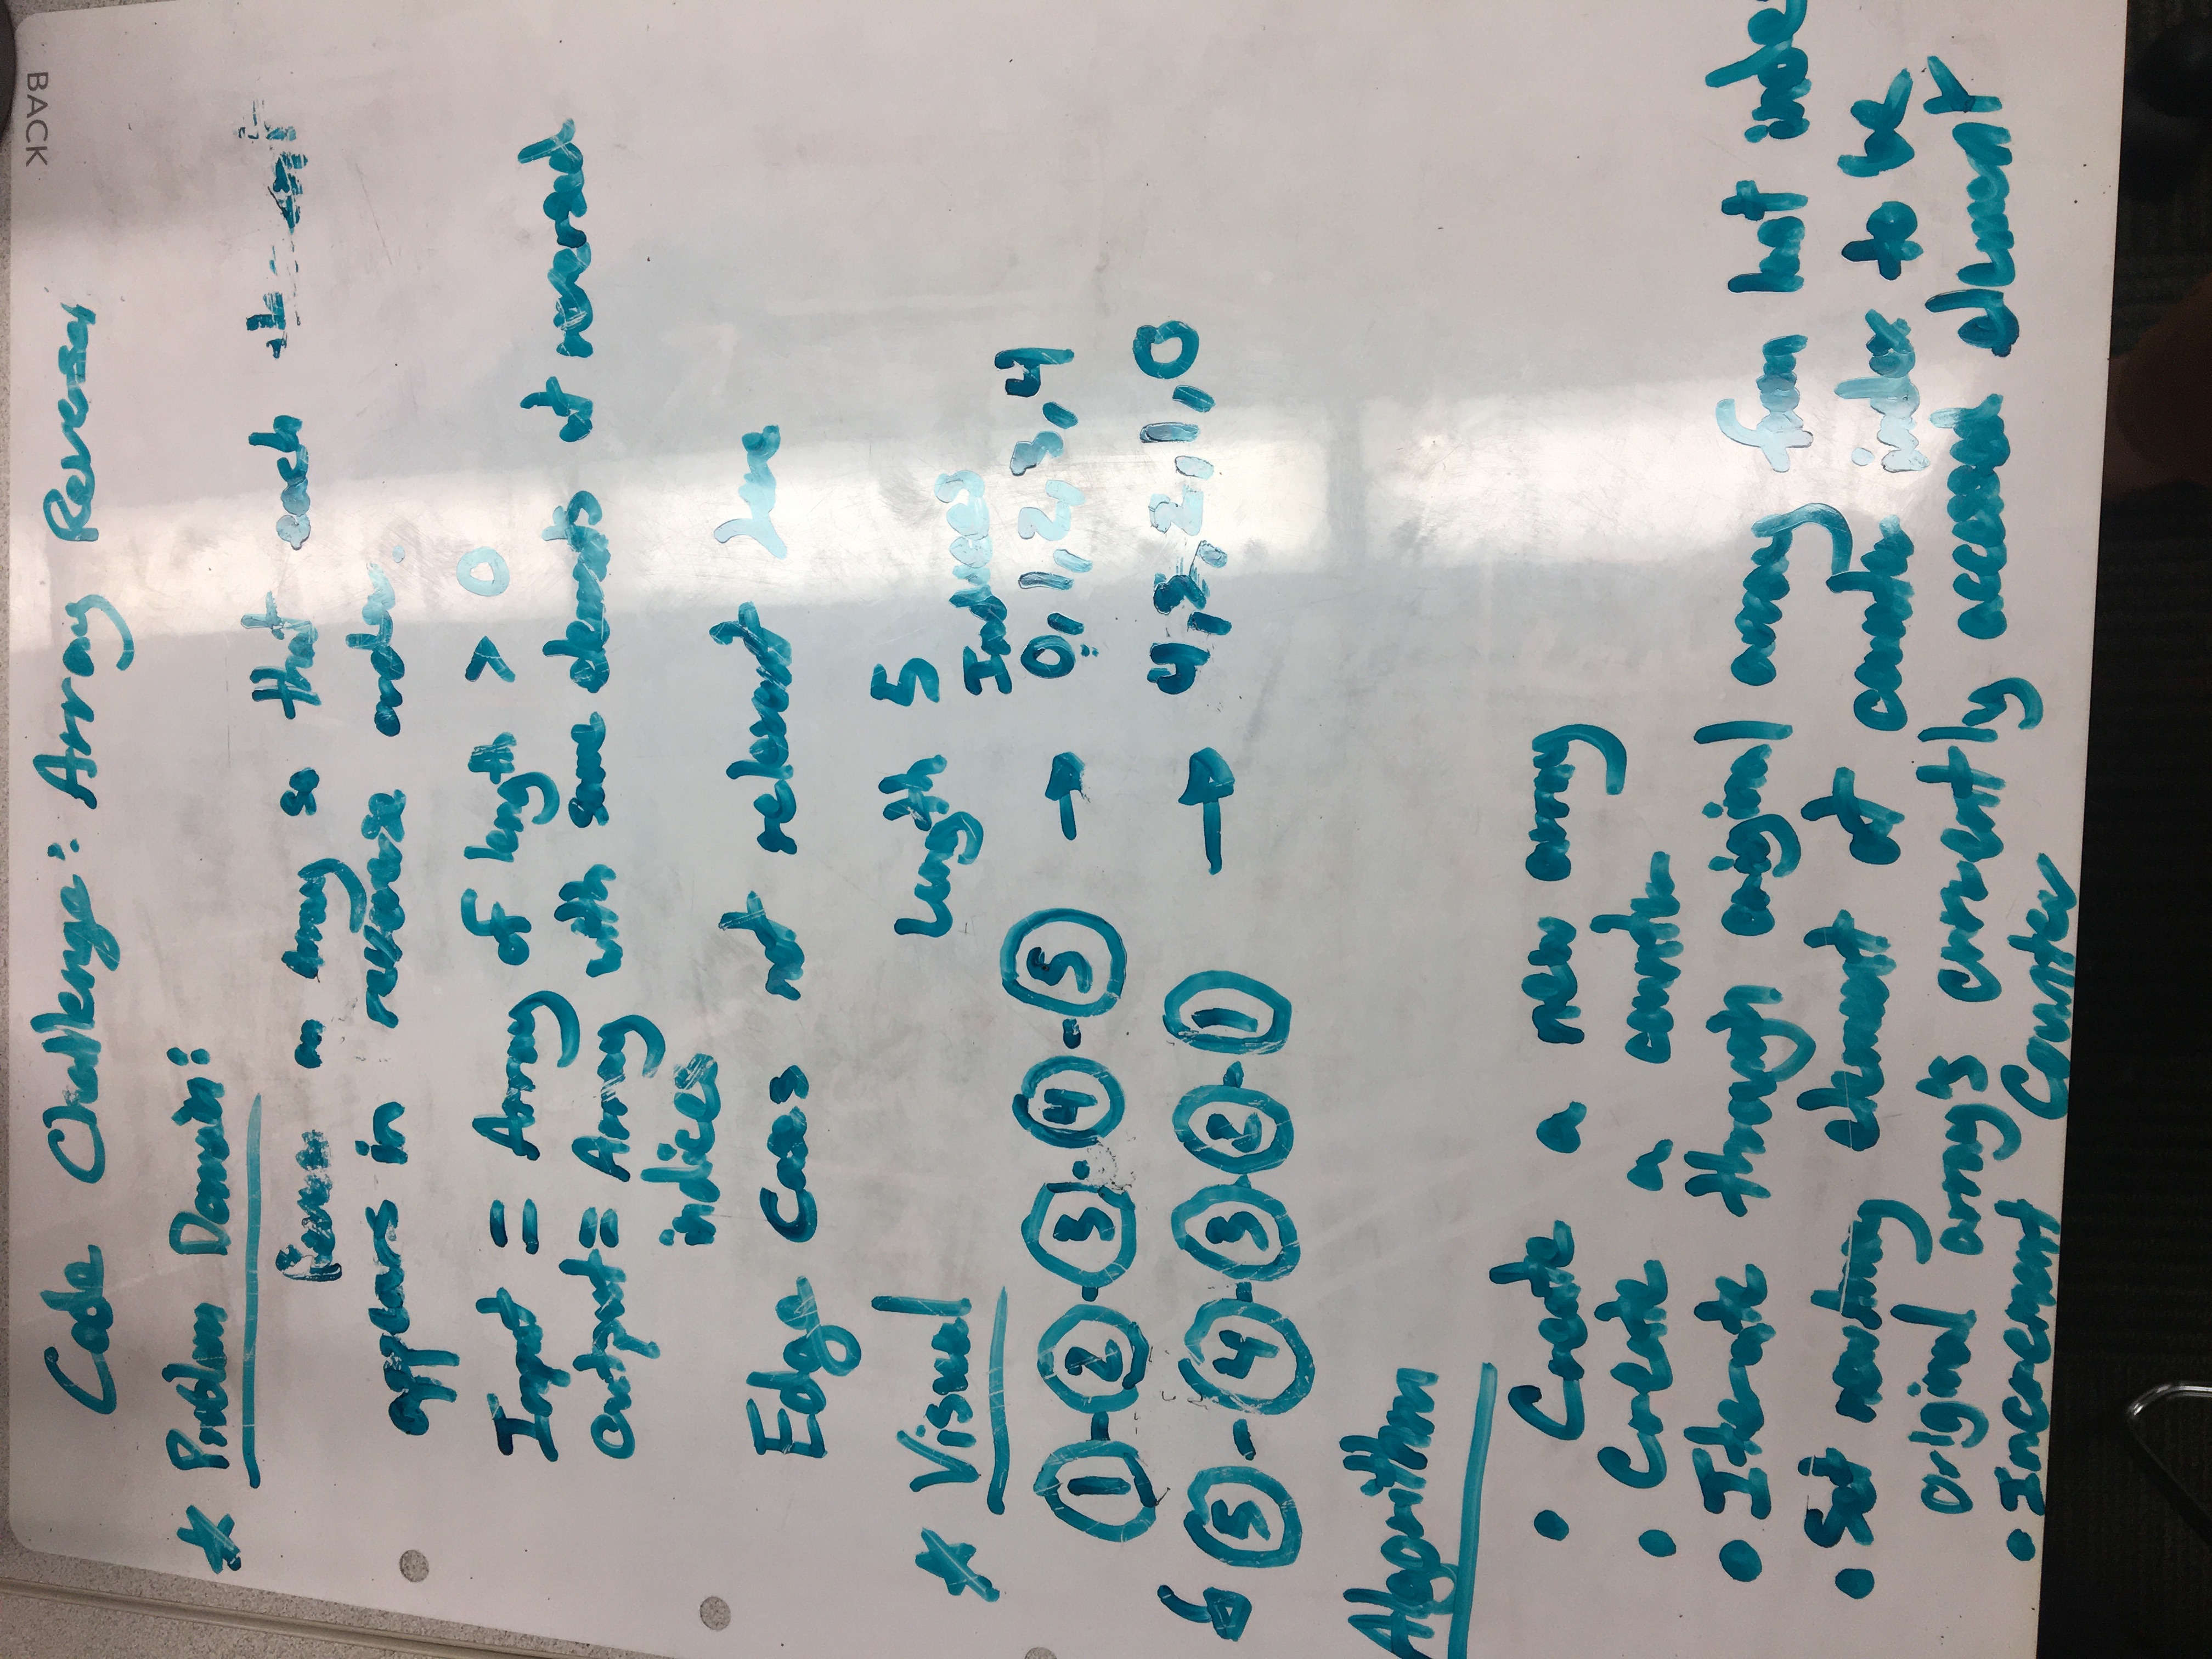 BACK
Code Challenge: Array Reversal
* Problem Domain:
Reverse an array so that each element
appears in reverse order.
Input = Array of length > 0
Output = Array with same elements at reversed
indices
Edge Cases not relevant here
* Visual
Length 5
Indices
1 - 2 - 3 - 4 - 5 → 0, 1, 2, 3, 4
5 - 4 - 3 - 2 - 1 → 4, 3, 2, 1, 0
Algorithm
• Create a new array
• Create a counter
• Iterate through original array from last inde
• Set newArray element at counter index to be
original array's currently accessed element
• Increment Counter